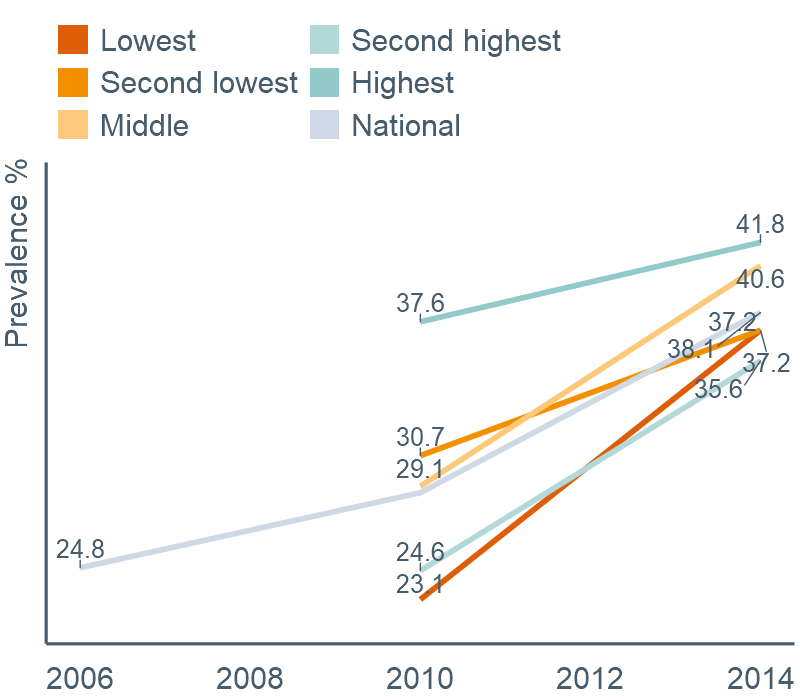 Lowest
Second lowest
Middle
Second highest
Highest
National
Prevalence %
41.8
40.6
37.6
37.2
38.1
37.2
35.6
30.7
29.1
24.8
24.6
23.1
2006 2008 2010 2012 2014